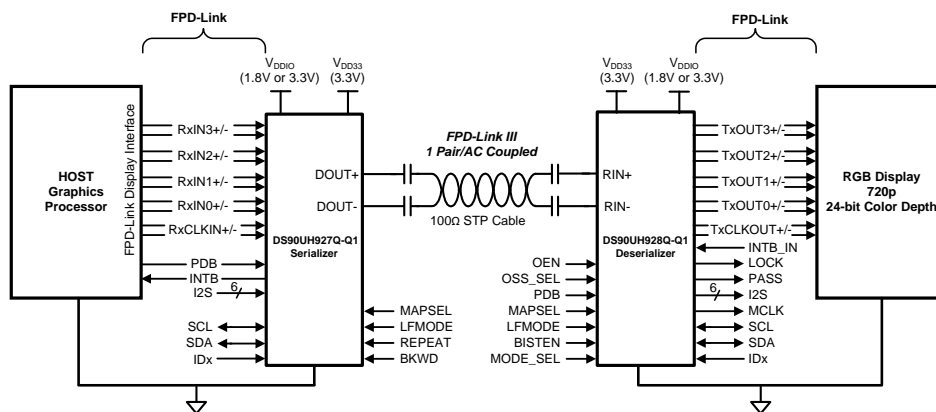 FPD-Link
FPD-Link
VDDIO
(1.8V or 3.3V)
VDD33
(3.3V)
VDD33
(3.3V)
VDDIO
(1.8V or 3.3V)
HOST
Graphics
Processor
FPD-Link Display Interface
RxIN3+/-
RxIN2+/-
RxIN1+/-
RxIN0+/-
RxCLKIN+/-
PDB
INTB
I2S
6
SCL
SDA
IDx
DOUT+
DOUT-
DS90UH927Q-Q1
Serializer
MAPSEL
LFMODE
REPEAT
BKWD
FPD-Link III
1 Pair/AC Coupled
100Ω STP Cable
RIN+
RIN-
DS90UH928Q-Q1
Deserializer
OEN
OSS_SEL
PDB
MAPSEL
LFMODE
BISTEN
MODE_SEL
TxOUT3+/-
TxOUT2+/-
TxOUT1+/-
TxOUT0+/-
TxCLKOUT+/-
INTB_IN
LOCK
PASS
6
I2S
MCLK
SCL
SDA
IDx
RGB Display
720p
24-bit Color Depth